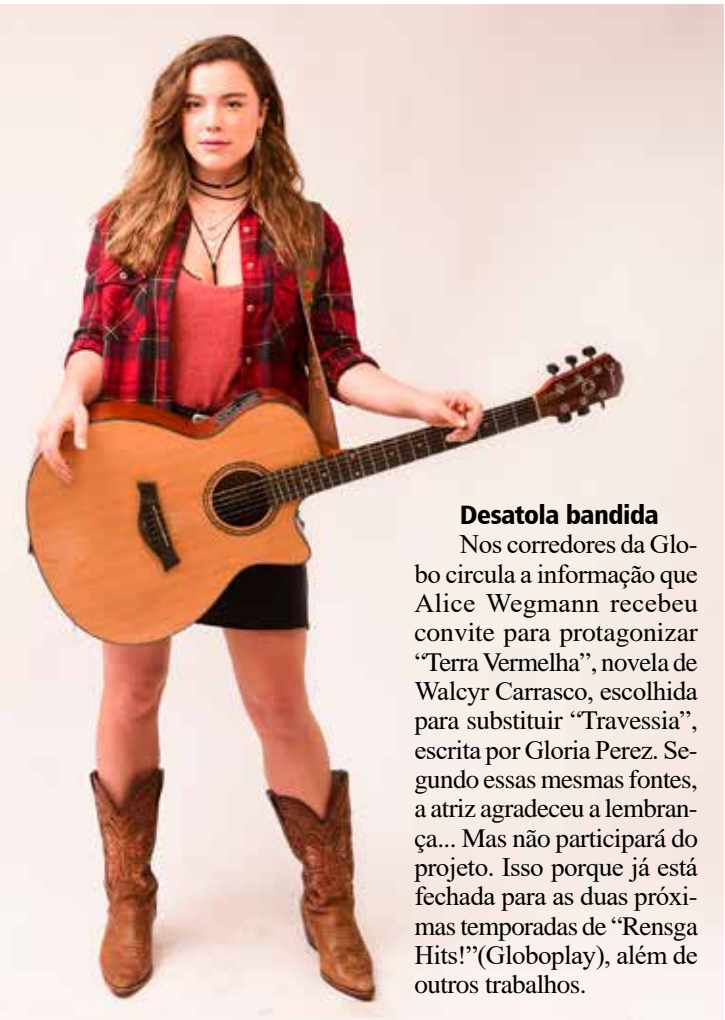 Desatola bandida
Nos corredores da Glo-
bo circula a informação que
Alice Wegmann recebeu
convite para protagonizar
“Terra Vermelha”, novela de
Walcyr Carrasco, escolhida
para substituir “Travessia”,
escrita por Gloria Perez. Se-
gundo essas mesmas fontes,
a atriz agradeceu a lembran-
ça... Mas não participará do
projeto. Isso porque já está
fechada para as duas próxi-
mas temporadas de “Rensga
Hits!”(Globoplay), além de
outros trabalhos.